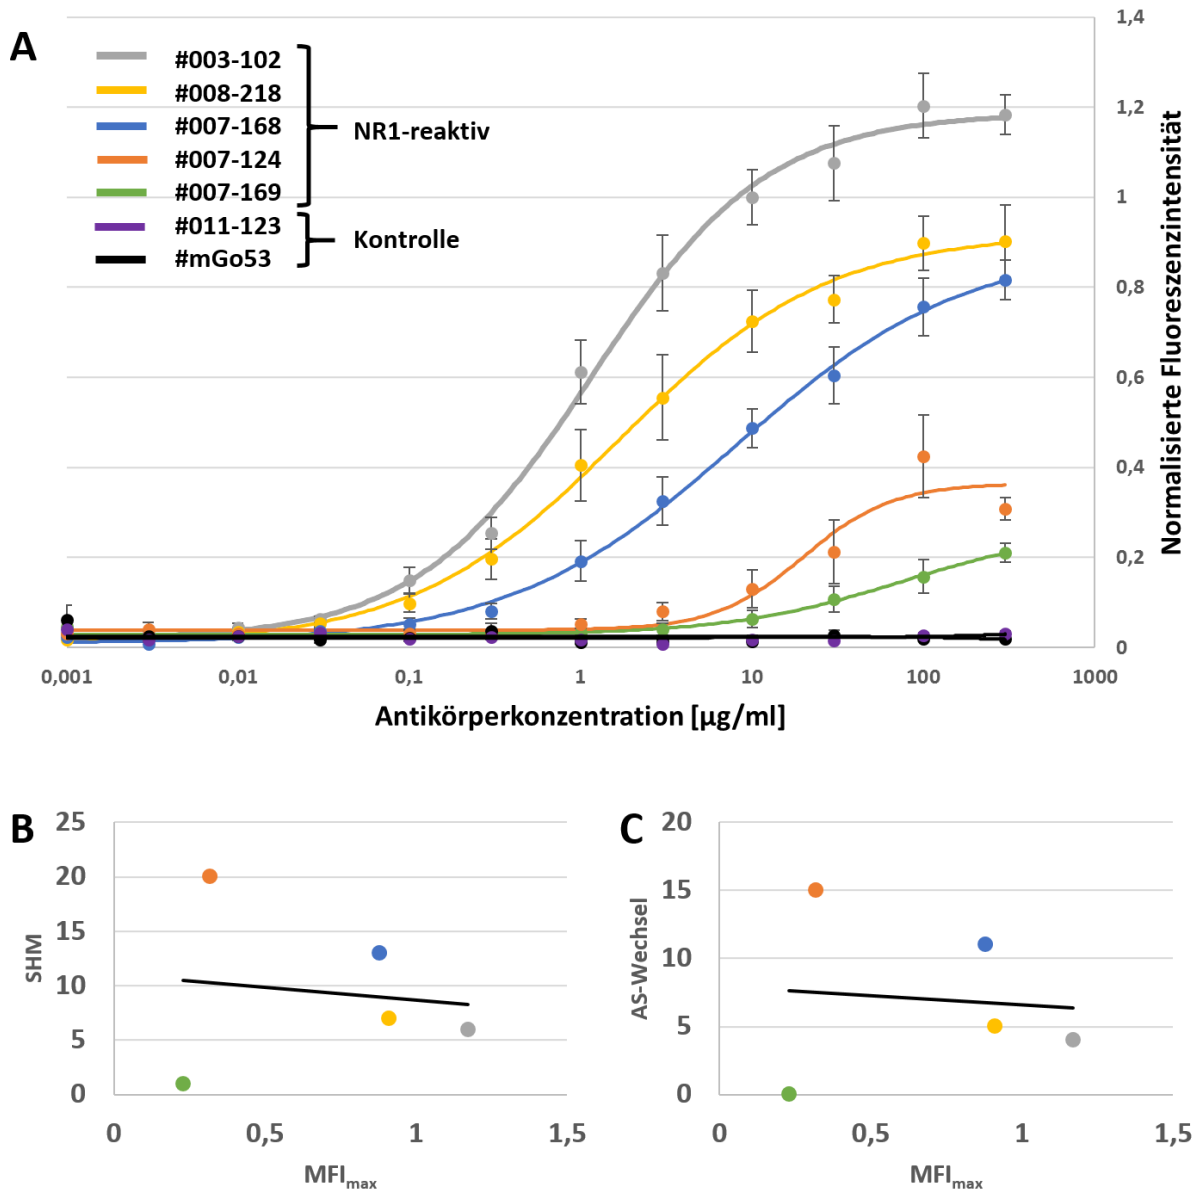 A
#003-102
#008-218
#007-168
#007-124
#007-169
#011-123
#mGo53
NR1-reaktiv
Kontrolle
1,4
1,2
1
0,8
0,6
0,4
0,2
0
Normalisierte Fluoreszenzintensität
0,001 0,01 0,1 1 10 100 1000
Antikörperkonzentration [µg/ml]
B
25
20
15
10
5
0
SHM
0 0,5 1 1,5
MFImax
C
20
15
10
5
0
AS-Wechsel
0 0,5 1 1,5
MFImax